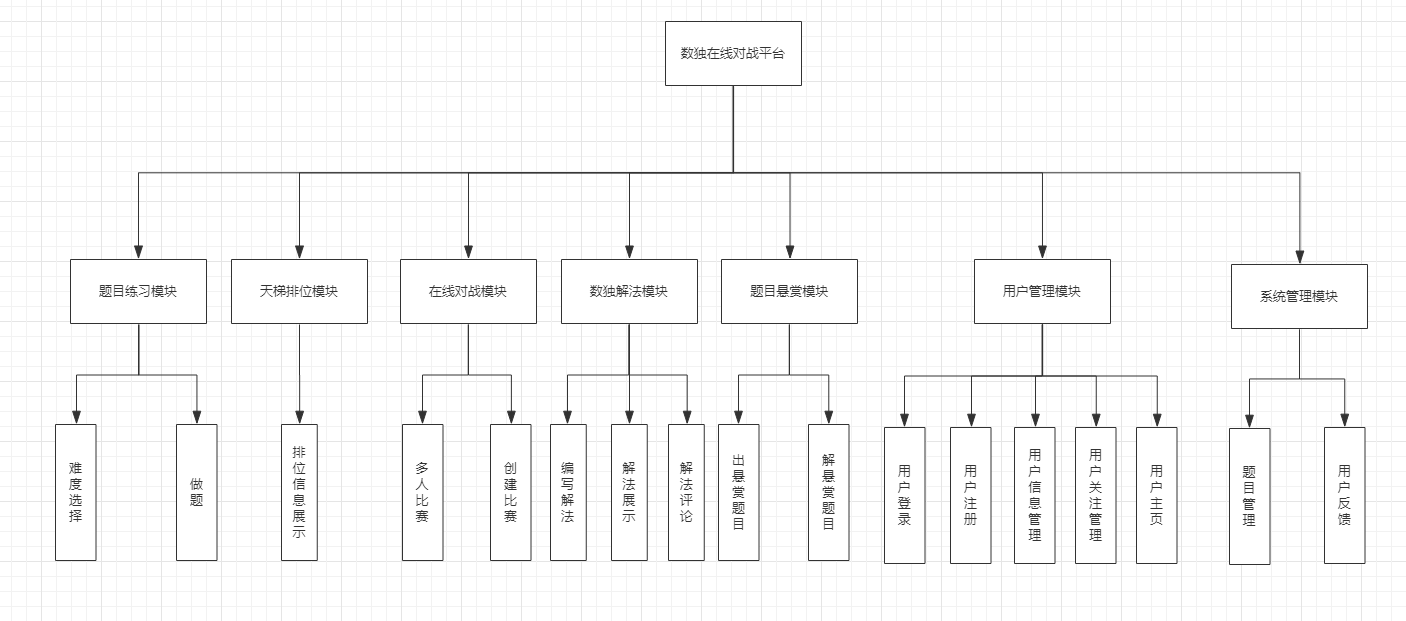 数独在线对战平台
题目练习模块
天梯排位模块
在线对战模块
数独解法模块
题目悬赏模块
用户管理模块
系统管理模块
难度选择
做题
排位信息展示
多人比赛
创建比赛
编写解法
解法展示
解法评论
出悬赏题目
解悬赏题目
用户登录
用户注册
用户信息管理
用户关注管理
用户主页
题目管理
用户反馈